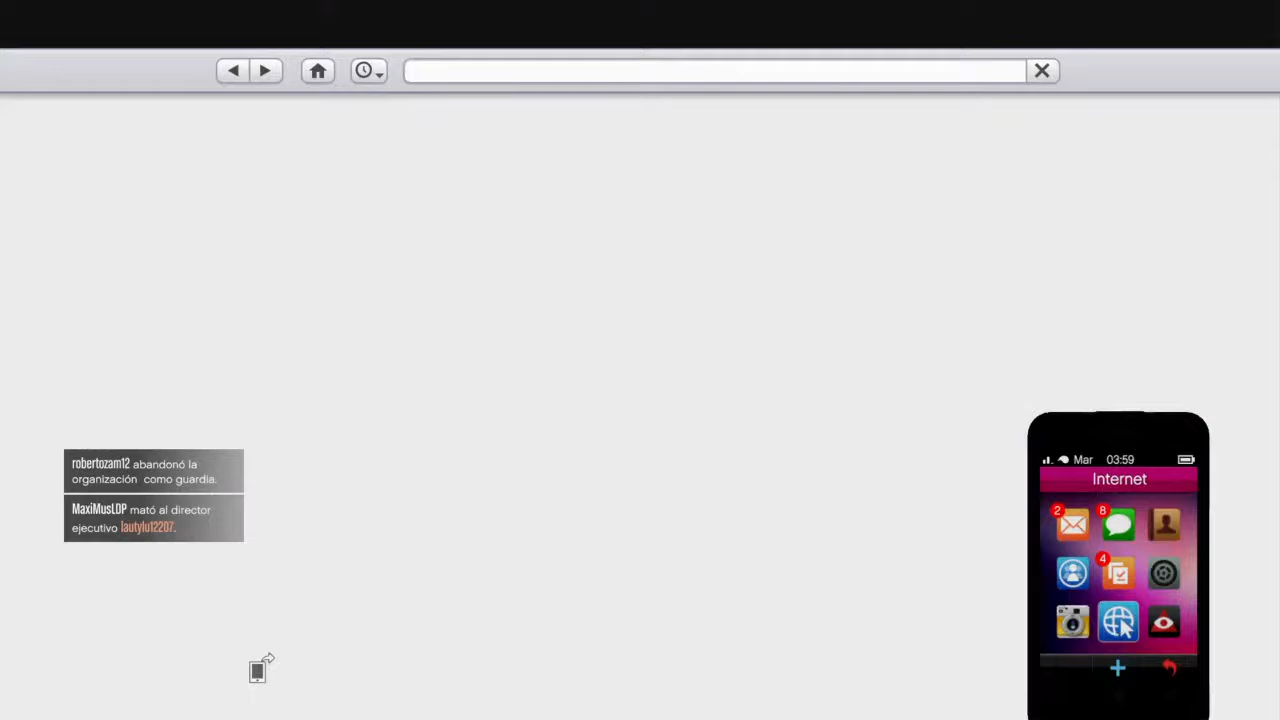 robertozam12 abandonó la
organización como guardia.
MaxiMusLDP mató al director
ejecutivo lautylu12207.
Mar 03:59
Internet
2
8
4